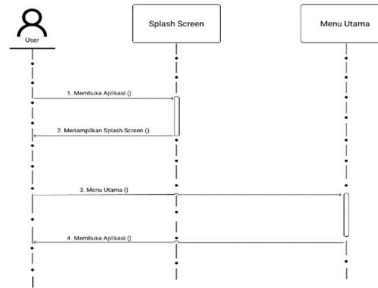 User
Splash Screen
Menu Utama
1. Membuka Aplikasi ()
2. Menampilkan Splash Screen ()
3. Menu Utama ()
4. Membuka Aplikasi ()